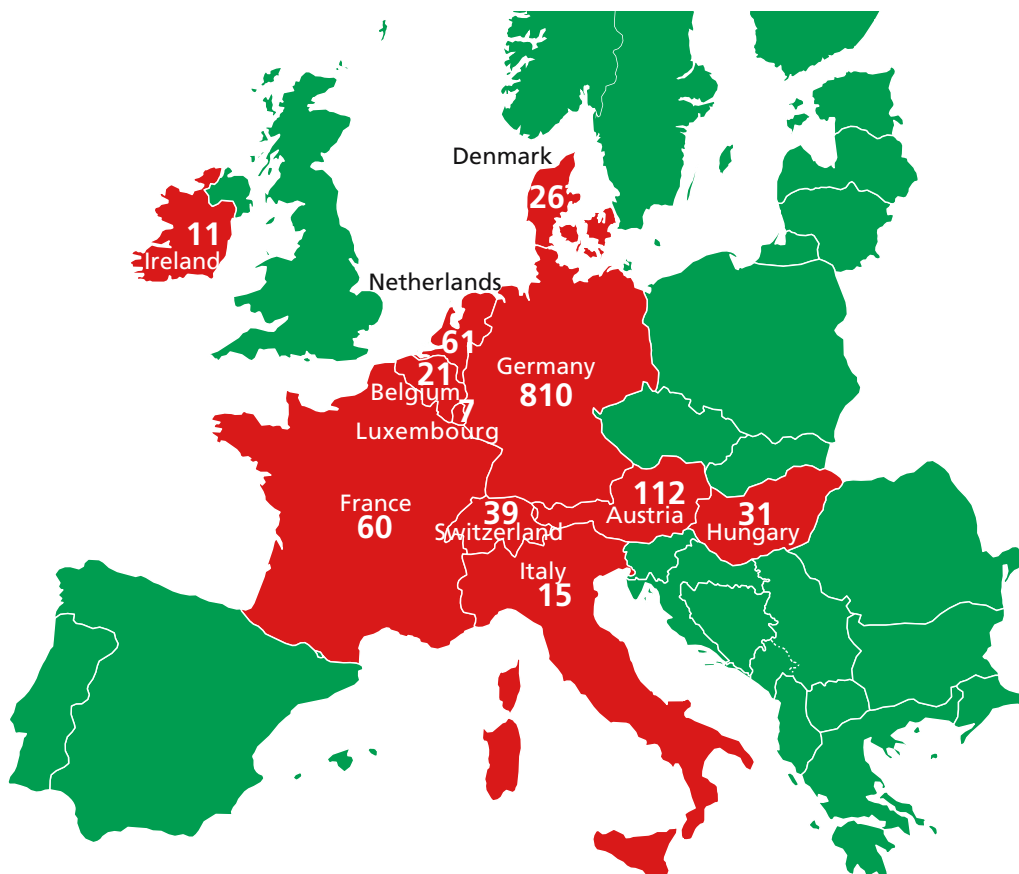 Denmark
26
11
Ireland
Netherlands
61
21
Belgium
7
Luxembourg
Germany
810
France
60
39
Switzerland
112
Austria
31
Hungary
Italy
15